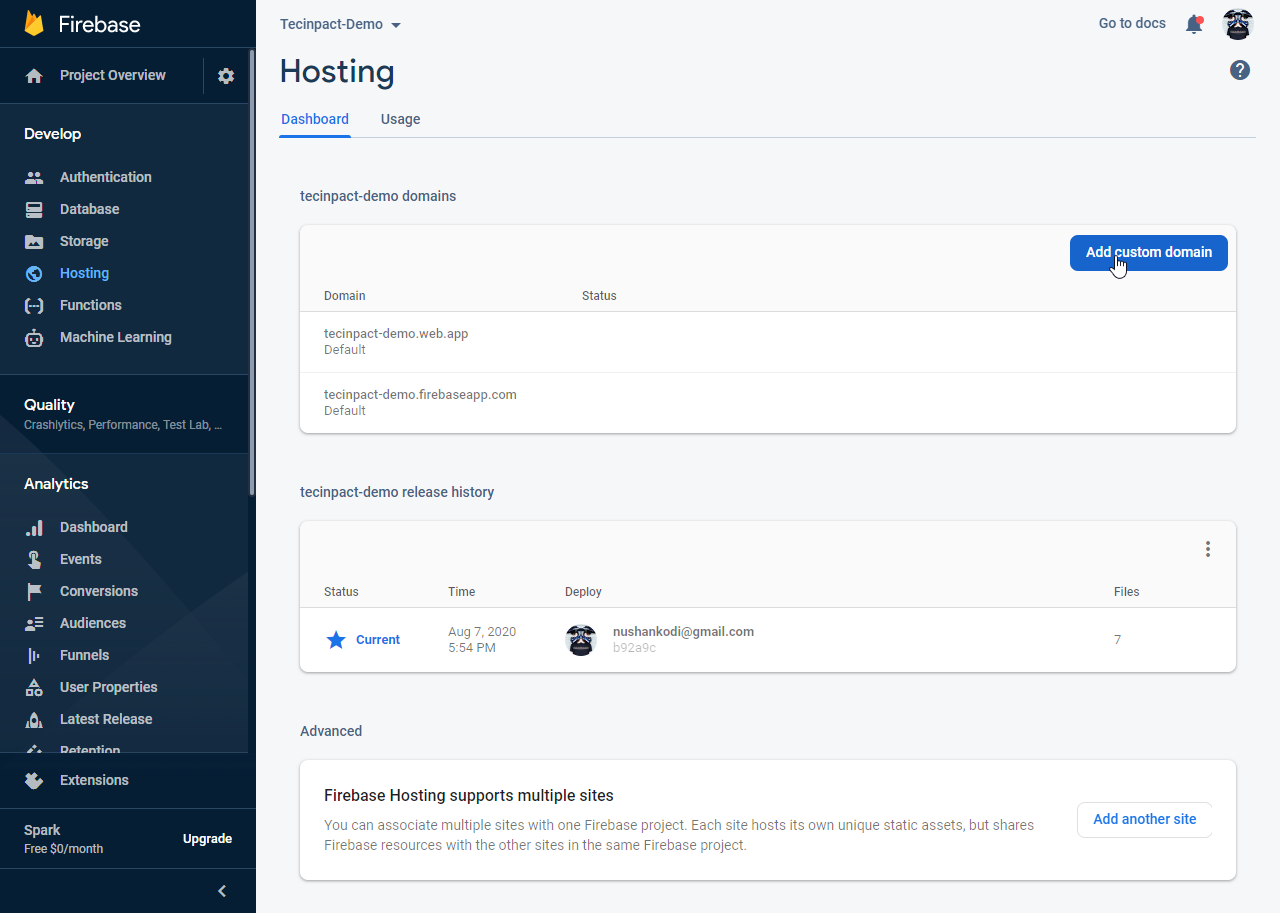 Firebase
Project Overview
Develop
Authentication
Database
Storage
Hosting
Functions
Machine Learning
Quality
Crashlytics, Performance, Test Lab, ...
Analytics
Dashboard
Events
Conversions
Audiences
Funnels
User Properties
Latest Release
Retention
Extensions
Spark
Free $0/month
Upgrade
Tecinpact-Demo
Go to docs
Hosting
Dashboard Usage
tecinpact-demo domains
Add custom domain
Domain Status
tecinpact-demo.web.app
Default
tecinpact-demo.firebaseapp.com
Default
tecinpact-demo release history
Status Time Deploy Files
Current Aug 7, 2020 nushankodi@gmail.com 7
5:54 PM b92a9c
Advanced
Firebase Hosting supports multiple sites
You can associate multiple sites with one Firebase project. Each site hosts its own unique static assets, but shares
Firebase resources with the other sites in the same Firebase project.
Add another site